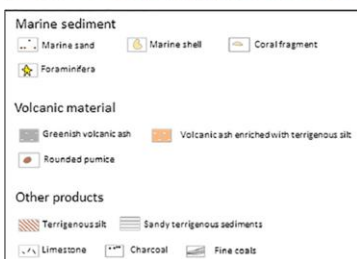 Marine sediment
Marine sand Marine shell Coral fragment
Foraminifera
Volcanic material
Greenish volcanic ash Volcanic ash enriched with terrigenous silt
Rounded pumice
Other products
Terrigenous silt Sandy terrigenous sediments
Limestone Charcoal Fine coals